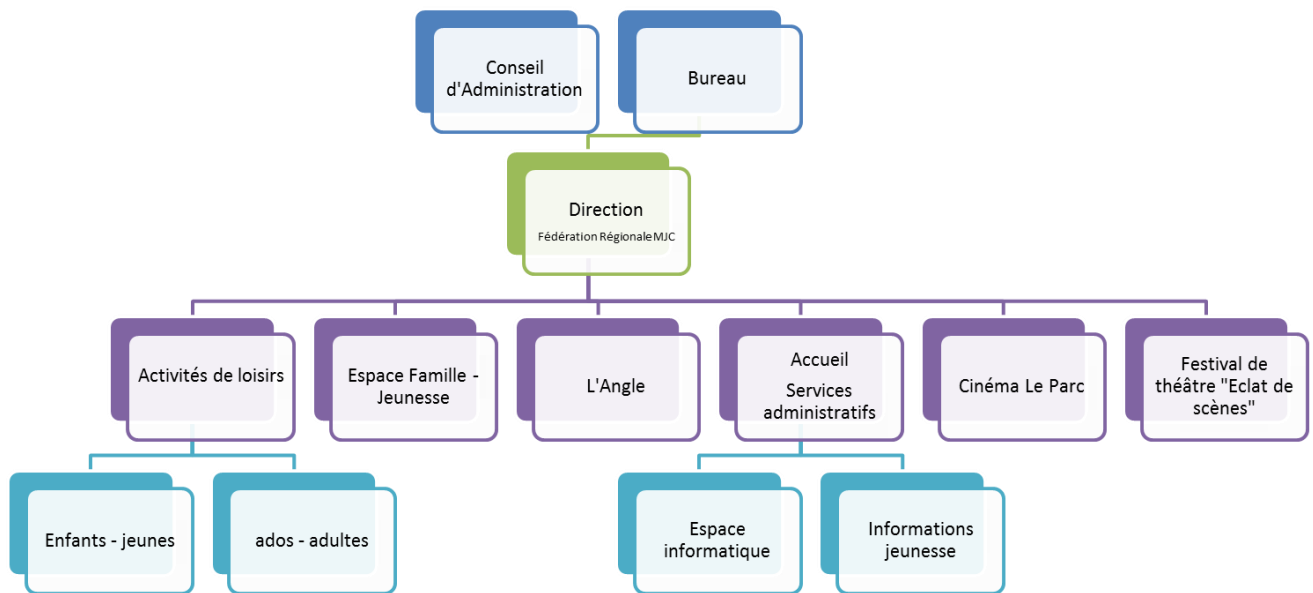 Conseil
d'Administration
Bureau
Direction
Fédération Régionale MJC
Activités de loisirs
Espace Famille -
Jeunesse
L'Angle
Accueil
Services
administratifs
Cinéma Le Parc
Festival de
théâtre "Eclat de
scènes"
Enfants - jeunes
ados - adultes
Espace
informatique
Informations
jeunesse